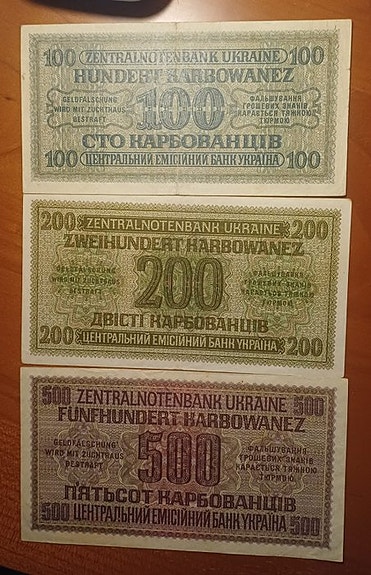 100 ZENTRALNOTENBANK UKRAINE 100
HUNDERT KARBOWANEZ
GELDFÄLSCHUNG
WIRD MIT ZUCHTHAUS
BESTRAFT
100
ФАЛЬШУВАННЯ
ГРОШЕВИХ ЗНАКІВ
КАРАЄТЬСЯ ТЯЖКОЮ
ТЮРМОЮ
СТО КАРБОВАНЦІВ
100 ЦЕНТРАЛЬНИЙ ЕМІСІЙНИЙ БАНК УКРАЇНА 100
200 ZENTRALNOTENBANK UKRAINE 200
ZWEIHUNDERT KARBOWANEZ
GELDFÄLSCHUNG
WIRD MIT ZUCHTHAUS
BESTRAFT
200
ФАЛЬШУВАННЯ
ГРОШЕВИХ ЗНАКІВ
КАРАЄТЬСЯ ТЯЖКОЮ
ТЮРМОЮ
ДВІСТІ КАРБОВАНЦІВ
200 ЦЕНТРАЛЬНИЙ ЕМІСІЙНИЙ БАНК УКРАЇНА 200
500 ZENTRALNOTENBANK UKRAINE 500
FÜNFHUNDERT KARBOWANEZ
GELDFÄLSCHUNG
WIRD MIT ZUCHTHAUS
BESTRAFT
500
ФАЛЬШУВАННЯ
ГРОШЕВИХ ЗНАКІВ
КАРАЄТЬСЯ ТЯЖКОЮ
ТЮРМОЮ
П'ЯТЬСОТ КАРБОВАНЦІВ
500 ЦЕНТРАЛЬНИЙ ЕМІСІЙНИЙ БАНК УКРАЇНА 500